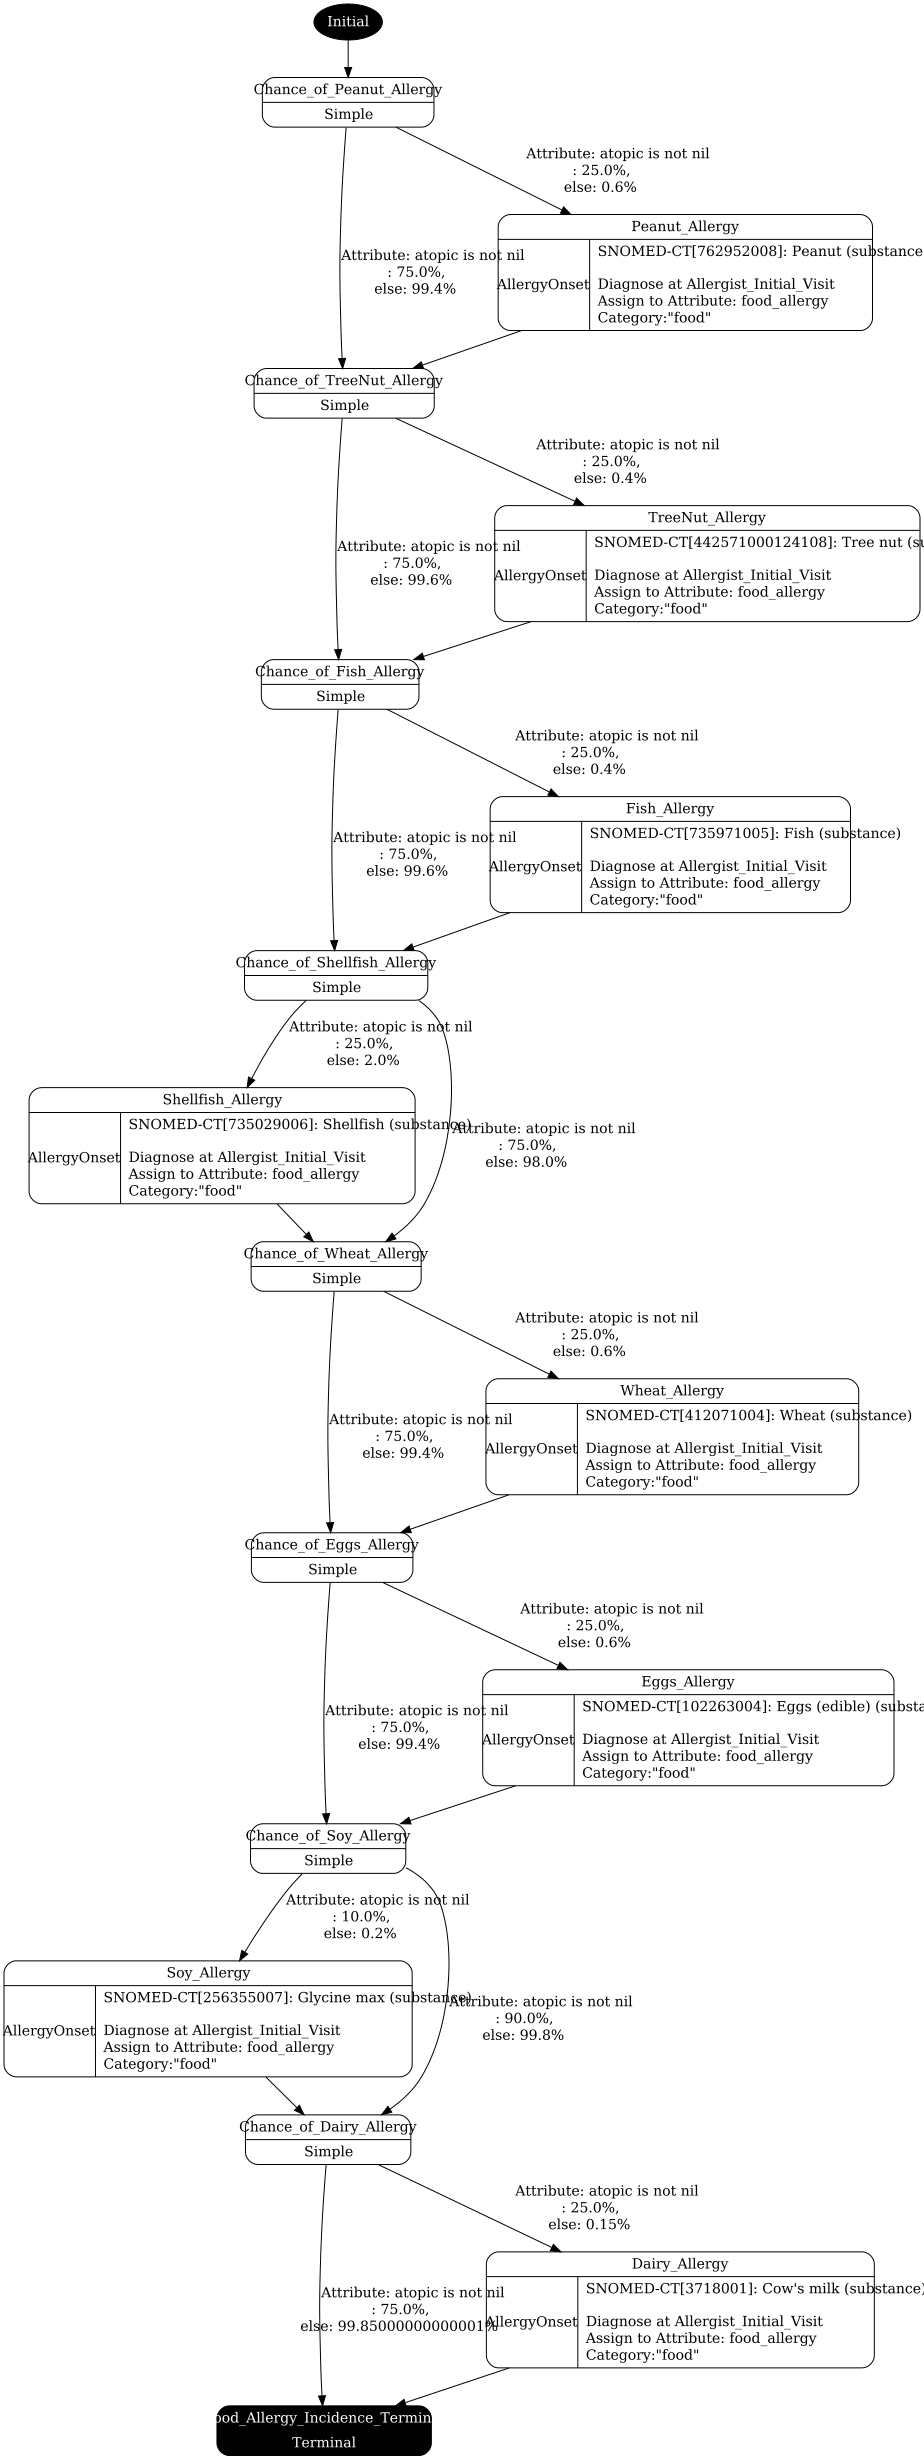 Initial
Chance_of_Peanut_Allergy
Simple
Attribute: atopic is not nil
: 25.0%,
else: 0.6%
Attribute: atopic is not nil
: 75.0%,
else: 99.4%
Peanut_Allergy
AllergyOnset
SNOMED-CT[762952008]: Peanut (substance
Diagnose at Allergist_Initial_Visit
Assign to Attribute: food_allergy
Category:"food"
Chance_of_TreeNut_Allergy
Simple
Attribute: atopic is not nil
: 25.0%,
else: 0.4%
Attribute: atopic is not nil
: 75.0%,
else: 99.6%
TreeNut_Allergy
AllergyOnset
SNOMED-CT[442571000124108]: Tree nut (su
Diagnose at Allergist_Initial_Visit
Assign to Attribute: food_allergy
Category:"food"
Chance_of_Fish_Allergy
Simple
Attribute: atopic is not nil
: 25.0%,
else: 0.4%
Attribute: atopic is not nil
: 75.0%,
else: 99.6%
Fish_Allergy
AllergyOnset
SNOMED-CT[735971005]: Fish (substance)
Diagnose at Allergist_Initial_Visit
Assign to Attribute: food_allergy
Category:"food"
Chance_of_Shellfish_Allergy
Simple
Attribute: atopic is not nil
: 25.0%,
else: 2.0%
Shellfish_Allergy
AllergyOnset
SNOMED-CT[735029006]: Shellfish (substance)
Diagnose at Allergist_Initial_Visit
Assign to Attribute: food_allergy
Category:"food"
Attribute: atopic is not nil
: 75.0%,
else: 98.0%
Chance_of_Wheat_Allergy
Simple
Attribute: atopic is not nil
: 25.0%,
else: 0.6%
Attribute: atopic is not nil
: 75.0%,
else: 99.4%
Wheat_Allergy
AllergyOnset
SNOMED-CT[412071004]: Wheat (substance)
Diagnose at Allergist_Initial_Visit
Assign to Attribute: food_allergy
Category:"food"
Chance_of_Eggs_Allergy
Simple
Attribute: atopic is not nil
: 25.0%,
else: 0.6%
Attribute: atopic is not nil
: 75.0%,
else: 99.4%
Eggs_Allergy
AllergyOnset
SNOMED-CT[102263004]: Eggs (edible) (substa
Diagnose at Allergist_Initial_Visit
Assign to Attribute: food_allergy
Category:"food"
Chance_of_Soy_Allergy
Simple
Attribute: atopic is not nil
: 10.0%,
else: 0.2%
Soy_Allergy
AllergyOnset
SNOMED-CT[256355007]: Glycine max (substance)
Diagnose at Allergist_Initial_Visit
Assign to Attribute: food_allergy
Category:"food"
Attribute: atopic is not nil
: 90.0%,
else: 99.8%
Chance_of_Dairy_Allergy
Simple
Attribute: atopic is not nil
: 25.0%,
else: 0.15%
Attribute: atopic is not nil
: 75.0%,
else: 99.85000000000001%
Dairy_Allergy
AllergyOnset
SNOMED-CT[3718001]: Cow's milk (substance)
Diagnose at Allergist_Initial_Visit
Assign to Attribute: food_allergy
Category:"food"
ood_Allergy_Incidence_Termin
Terminal